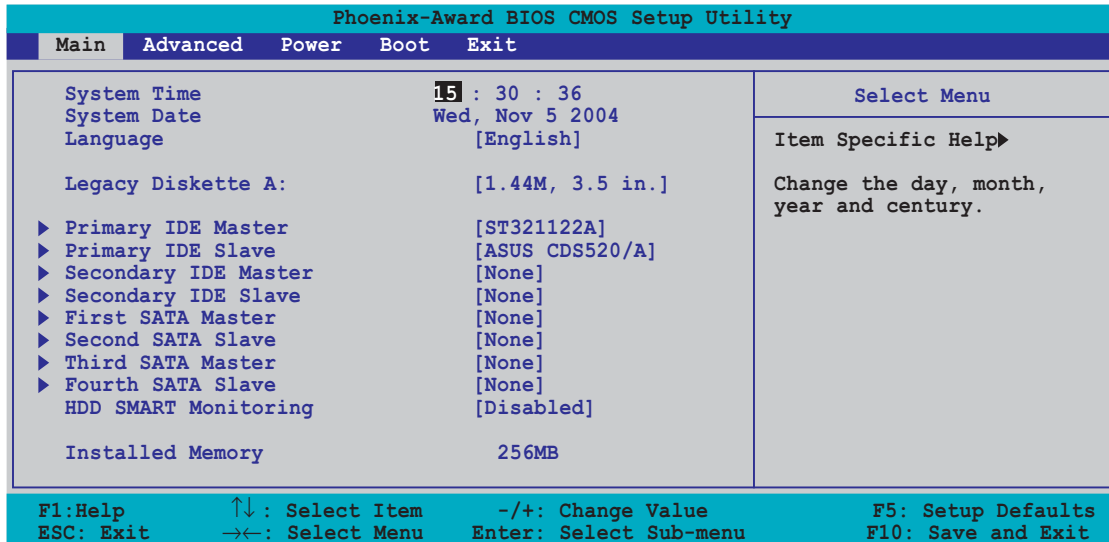 Phoenix-Award BIOS CMOS Setup Utility
Main Advanced Power Boot Exit
System Time 15 : 30 : 36
System Date Wed, Nov 5 2004
Language [English]
Legacy Diskette A: [1.44M, 3.5 in.]
Primary IDE Master [ST321122A]
Primary IDE Slave [ASUS CDS520/A]
Secondary IDE Master [None]
Secondary IDE Slave [None]
First SATA Master [None]
Second SATA Slave [None]
Third SATA Master [None]
Fourth SATA Slave [None]
HDD SMART Monitoring [Disabled]
Installed Memory 256MB
Select Menu
Item Specific Help
Change the day, month,
year and century.
F1:Help ↑↓ : Select Item -/+: Change Value F5: Setup Defaults
ESC: Exit →←: Select Menu Enter: Select Sub-menu F10: Save and Exit